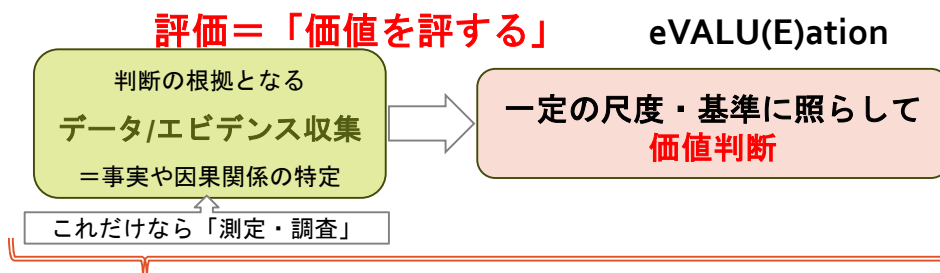 評価＝「価値を評する」 eVALU(E)ation
判断の根拠となる
データ/エビデンス収集
＝事実や因果関係の特定
一定の尺度・基準に照らして
価値判断
これだけなら「測定・調査」